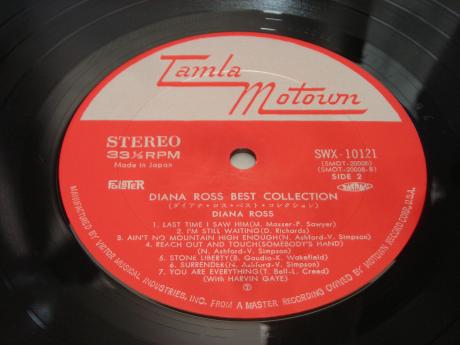 Tamla
Motown
STEREO
33⅓ RPM
Made in Japan
SWX-10121
(SMOT-20008)
(SMOT-20008-B)
SIDE 2
DIANA ROSS BEST COLLECTION
(ダイアナ・ロス・ベスト・コレクション)
DIANA ROSS
1. LAST TIME I SAW HIM(M. Masser-P. Sawyer)
2. I'M STILL WAITING(D. Richards)
3. AIN'T NO MOUNTAIN HIGH ENOUGH(N. Ashford-V. Simpson)
4. REACH OUT AND TOUCH(SOMEBODY'S HAND)
(N. Ashford-V. Simpson)
5. STONE LIBERTY(B. Gaudio-K. Wakefield)
6. SURRENDER(N. Ashford-V. Simpson)
7. YOU ARE EVERYTHING(T. Bell-L. Creed)
(With HARVIN GAYE)
MANUFACTURED BY VICTOR MUSICAL INDUSTRIES, INC. FROM A MASTER RECORDING OWNED BY MOTOWN RECORD CORP., U.S.A.